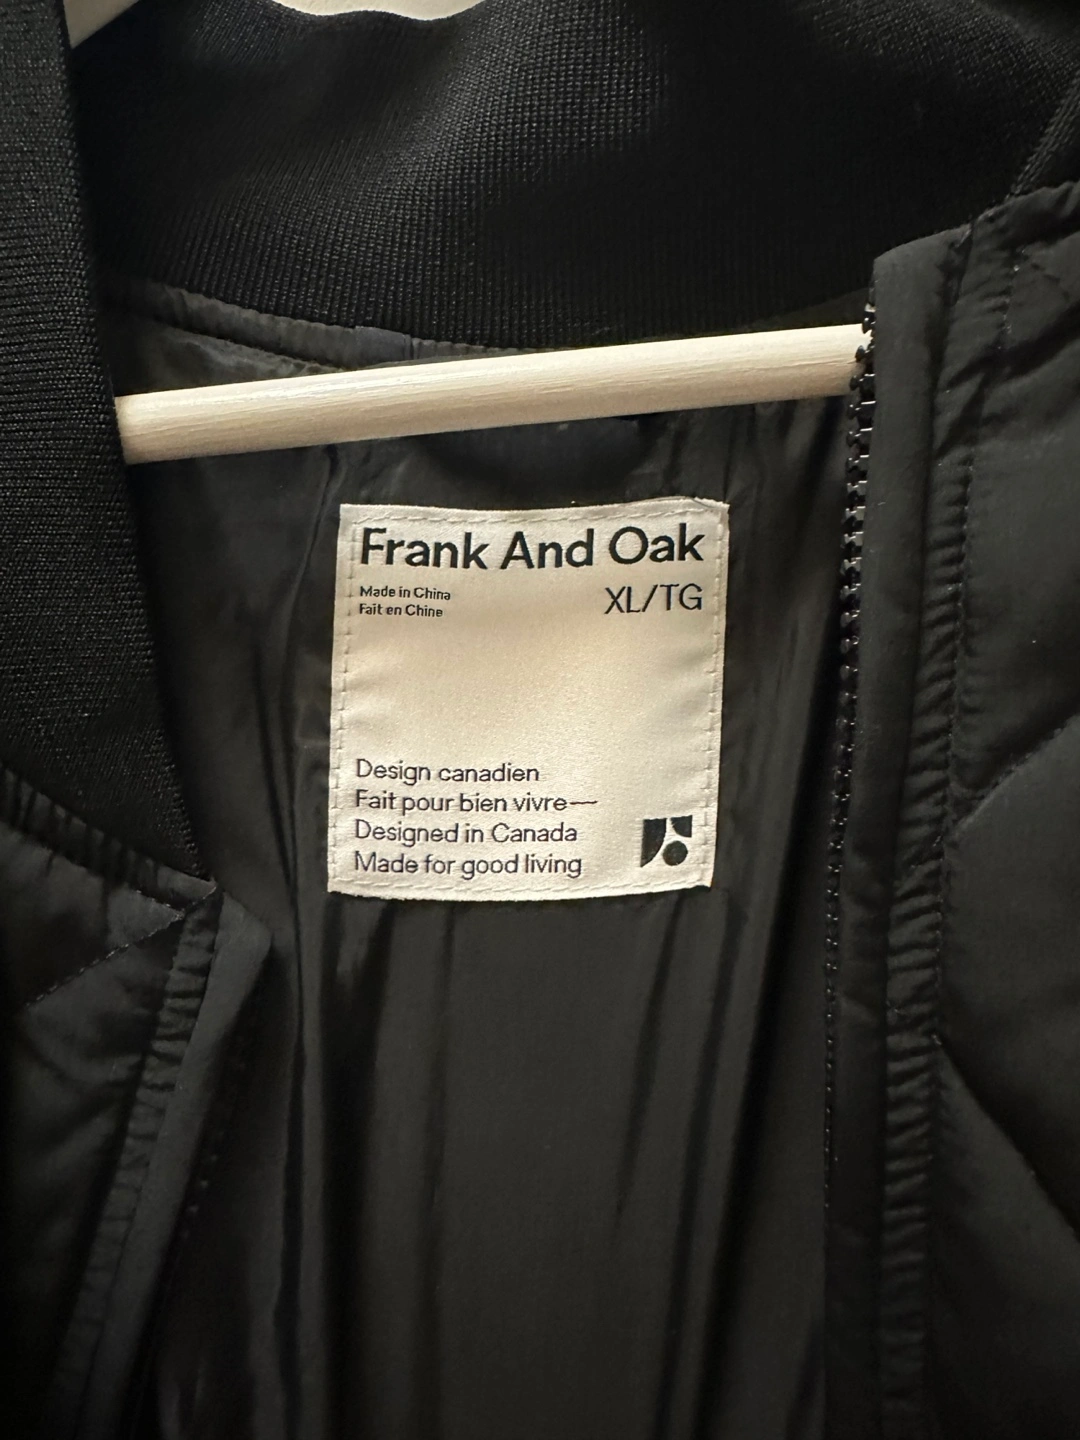 Frank And Oak
Made in China
Fait en Chine
XL/TG
Design canadien
Fait pour bien vivre—
Designed in Canada
Made for good living